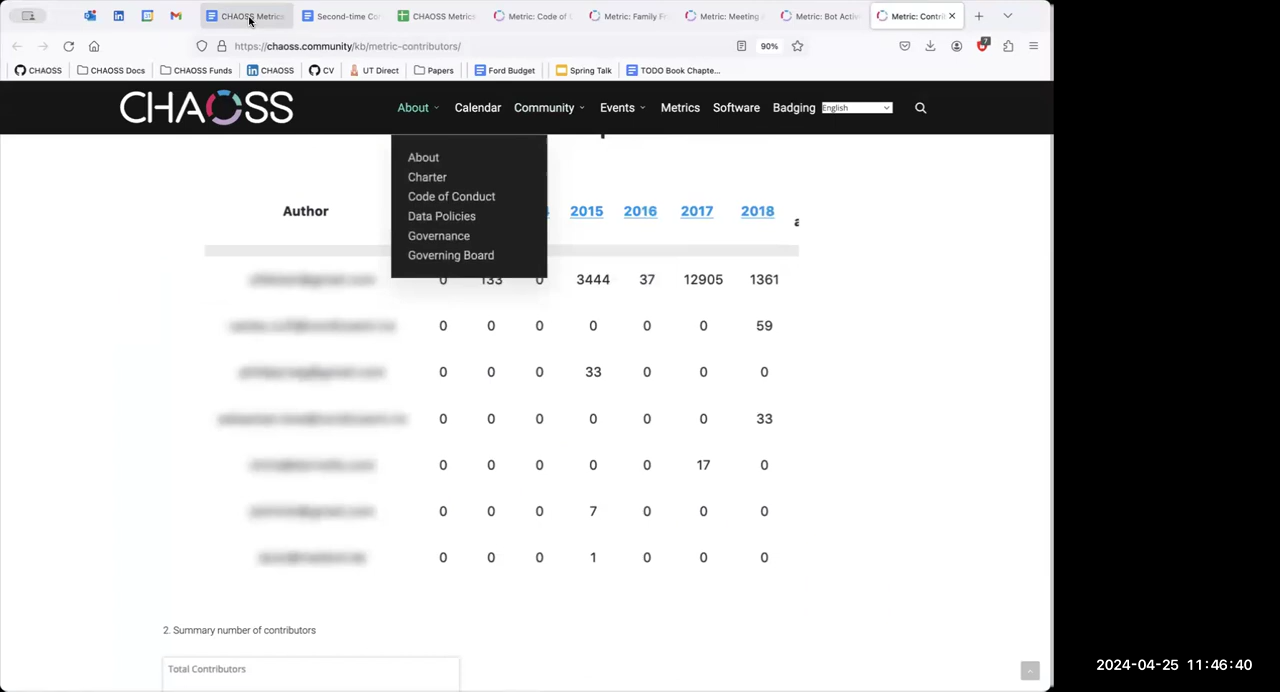 CHAOSS Metrics
Second-time Co
CHAOSS Metric
Metric: Code of
Metric: Family Fr
Metric: Meeting
Metric: Bot Activ
Metric: Contri
https://chaoss.community/kb/metric-contributors/
90%
7
CHAOSS
CHAOSS Docs
CHAOSS Funds
CHAOSS
CV
UT Direct
Papers
Ford Budget
Spring Talk
TODO Book Chapte...
CHAOSS
About
Calendar
Community
Events
Metrics
Software
Badging
English
About
Charter
Code of Conduct
Data Policies
Governance
Governing Board
Author 2015 2016 2017 2018
0 133 0 3444 37 12905 1361
0 0 0 0 0 0 59
0 0 0 33 0 0 0
0 0 0 0 0 0 33
0 0 0 0 0 17 0
0 0 0 7 0 0 0
0 0 0 1 0 0 0
2. Summary number of contributors
Total Contributors
2024-04-25 11:46:40